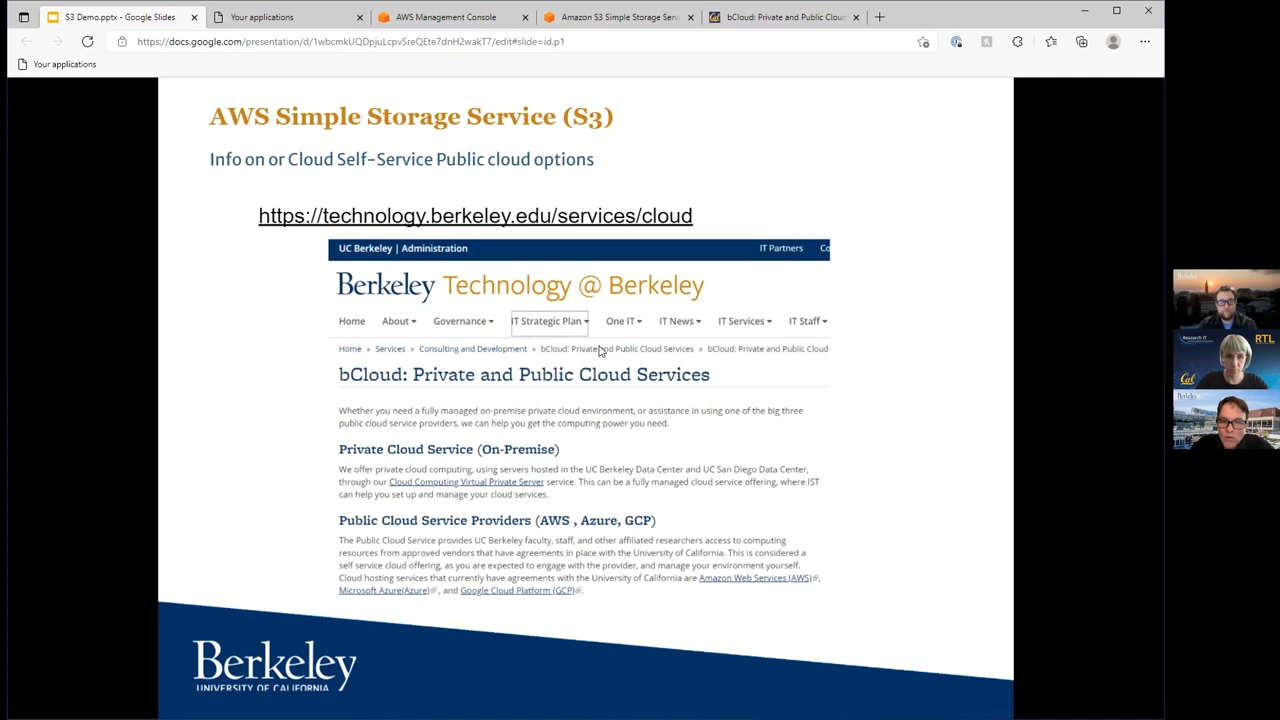 S3 Demo.pptx - Google Slides
Your applications
AWS Management Console
Amazon S3 Simple Storage Serv
bCloud: Private and Public Cloud
https://docs.google.com/presentation/d/1wbcmkUQDpjuLcpvSreQEte7dnH2wakT7/edit#slide=id.p1
Your applications
AWS Simple Storage Service (S3)
Info on or Cloud Self-Service Public cloud options
https://technology.berkeley.edu/services/cloud
UC Berkeley | Administration
IT Partners Co
Berkeley Technology @ Berkeley
Home About Governance IT Strategic Plan One IT IT News IT Services IT Staff
Home » Services » Consulting and Development » bCloud: Private and Public Cloud Services » bCloud: Private and Public Cloud
bCloud: Private and Public Cloud Services
Whether you need a fully managed on-premise private cloud environment, or assistance in using one of the big three
public cloud service providers, we can help you get the computing power you need.
Private Cloud Service (On-Premise)
We offer private cloud computing, using servers hosted in the UC Berkeley Data Center and UC San Diego Data Center,
through our Cloud Computing Virtual Private Server service. This can be a fully managed cloud service offering, where IST
can help you set up and manage your cloud services.
Public Cloud Service Providers (AWS , Azure, GCP)
The Public Cloud Service provides UC Berkeley faculty, staff, and other affiliated researchers access to computing
resources from approved vendors that have agreements in place with the University of California. This is considered a
self service cloud offering, as you are expected to engage with the provider, and manage your environment yourself.
Cloud hosting services that currently have agreements with the University of California are Amazon Web Services (AWS),
Microsoft Azure(Azure), and Google Cloud Platform (GCP).
Berkeley
UNIVERSITY OF CALIFORNIA
Berkeley
Research IT
RTL
Cal
Berkeley